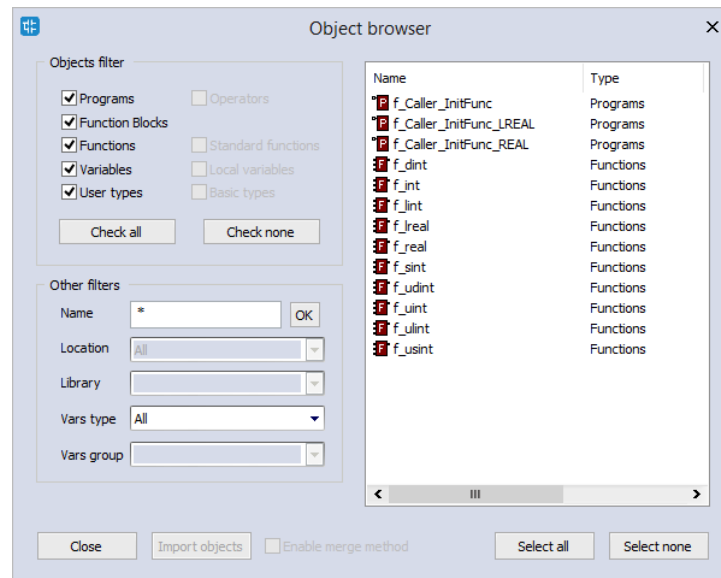 Object browser
Objects filter
Programs
Operators
Function Blocks
Functions
Standard functions
Variables
Local variables
User types
Basic types
Check all
Check none
Other filters
Name
*
OK
Location
All
Library
Vars type
All
Vars group
Name Type
f_Caller_InitFunc Programs
f_Caller_InitFunc_LREAL Programs
f_Caller_InitFunc_REAL Programs
f_dint Functions
f_int Functions
f_lint Functions
f_lreal Functions
f_real Functions
f_sint Functions
f_udint Functions
f_uint Functions
f_ulint Functions
f_usint Functions
Close
Import objects
Enable merge method
Select all
Select none